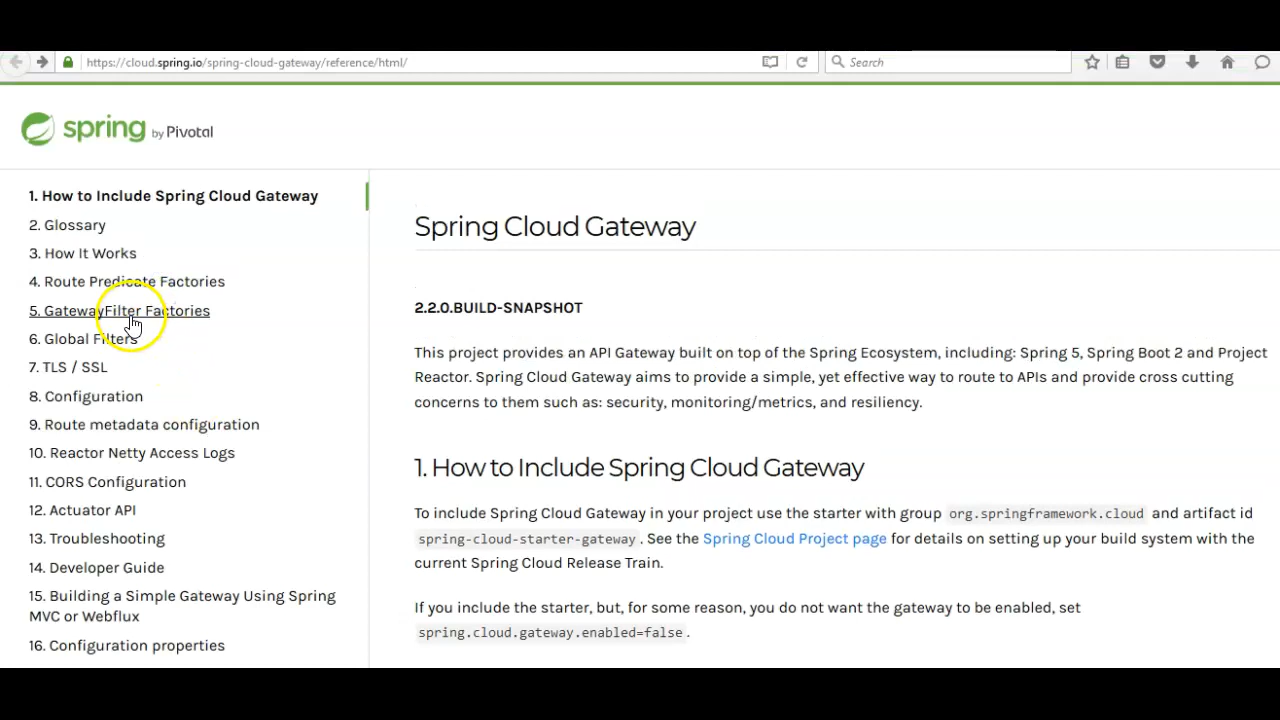 https://cloud.spring.io/spring-cloud-gateway/reference/html/
Search
spring by Pivotal
1. How to Include Spring Cloud Gateway
2. Glossary
3. How It Works
4. Route Predicate Factories
5. GatewayFilter Factories
6. Global Filters
7. TLS / SSL
8. Configuration
9. Route metadata configuration
10. Reactor Netty Access Logs
11. CORS Configuration
12. Actuator API
13. Troubleshooting
14. Developer Guide
15. Building a Simple Gateway Using Spring
MVC or Webflux
16. Configuration properties
Spring Cloud Gateway
2.2.0.BUILD-SNAPSHOT
This project provides an API Gateway built on top of the Spring Ecosystem, including: Spring 5, Spring Boot 2 and Project
Reactor. Spring Cloud Gateway aims to provide a simple, yet effective way to route to APIs and provide cross cutting
concerns to them such as: security, monitoring/metrics, and resiliency.
1. How to Include Spring Cloud Gateway
To include Spring Cloud Gateway in your project use the starter with group org.springframework.cloud and artifact id
spring-cloud-starter-gateway. See the Spring Cloud Project page for details on setting up your build system with the
current Spring Cloud Release Train.
If you include the starter, but, for some reason, you do not want the gateway to be enabled, set
spring.cloud.gateway.enabled=false.